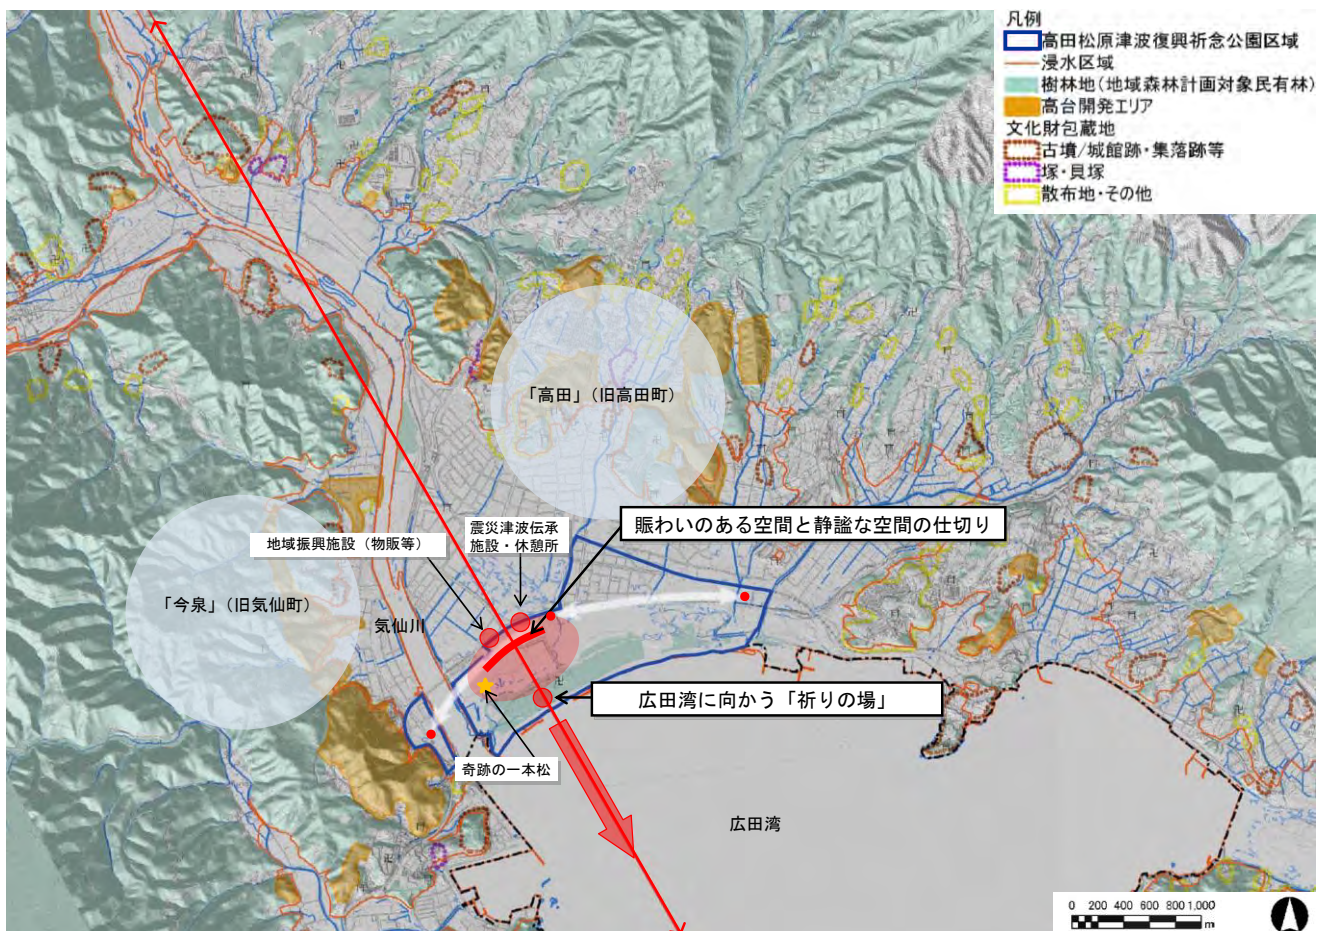 凡例
高田松原津波復興祈念公園区域
浸水区域
樹林地(地域森林計画対象民有林)
高台開発エリア
文化財包蔵地
古墳/城館跡・集落跡等
塚・貝塚
散布地・その他
「高田」(旧高田町)
賑わいのある空間と静謐な空間の仕切り
震災津波伝承
施設・休憩所
地域振興施設(物販等)
「今泉」(旧気仙町)
気仙川
広田湾に向かう「祈りの場」
奇跡の一本松
広田湾
0 200 400 600 800 1,000
m